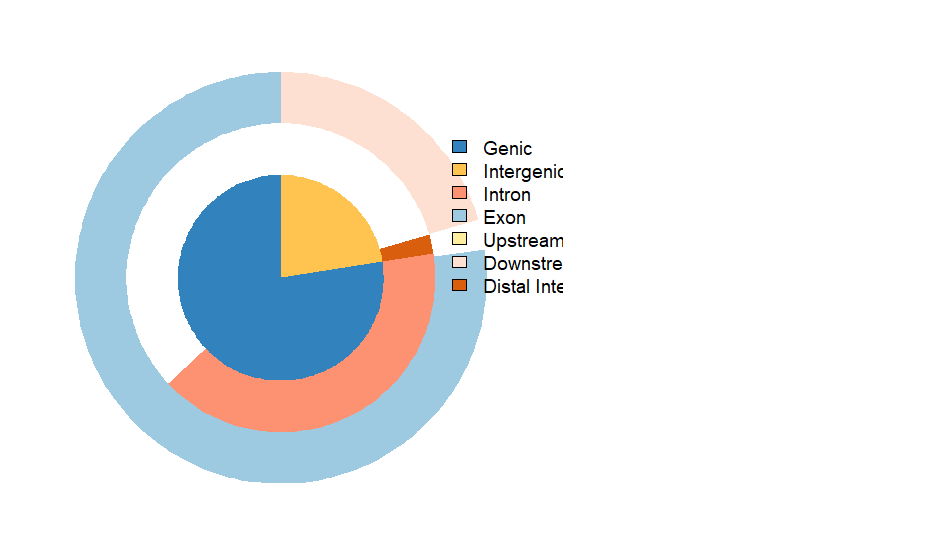 Genic
Intergenic
Intron
Exon
Upstream
Downstre
Distal Inte